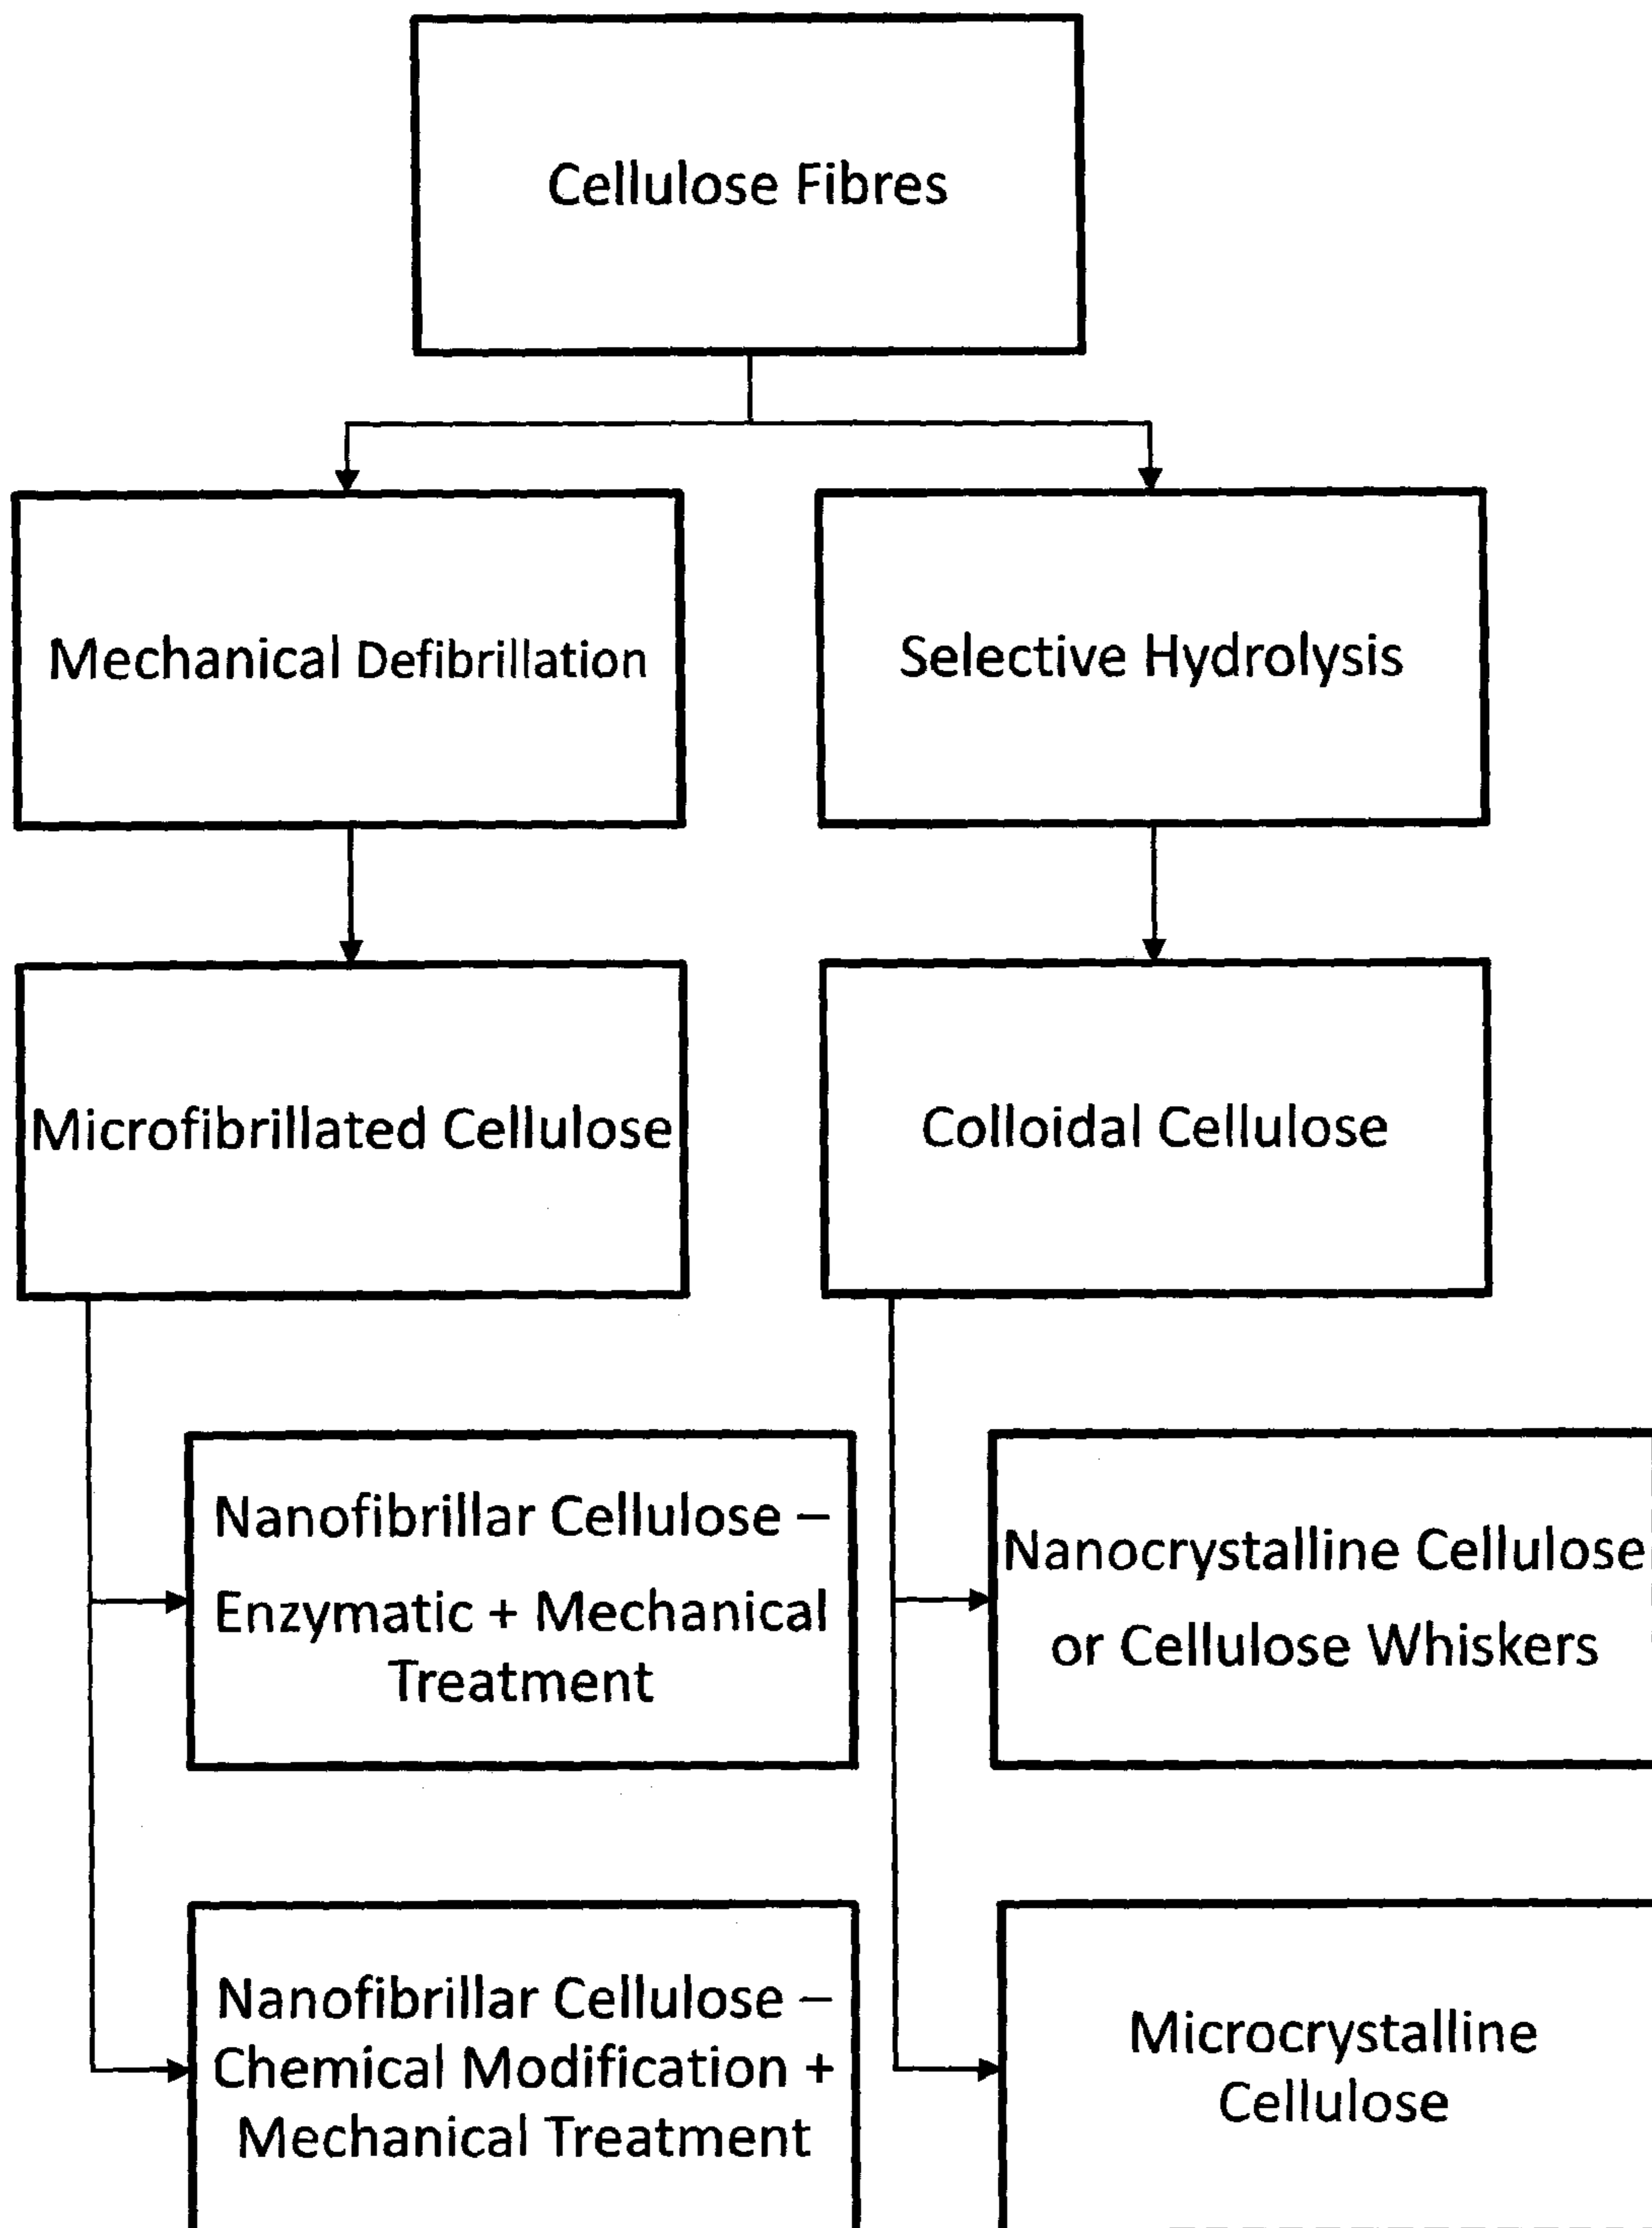 Cellulose Fibres
Mechanical Defibrillation
Selective Hydrolysis
Microfibrillated Cellulose
Colloidal Cellulose
Nanofibrillar Cellulose –
Enzymatic + Mechanical
Treatment
Nanocrystalline Cellulose
or Cellulose Whiskers
Nanofibrillar Cellulose –
Chemical Modification +
Mechanical Treatment
Microcrystalline
Cellulose